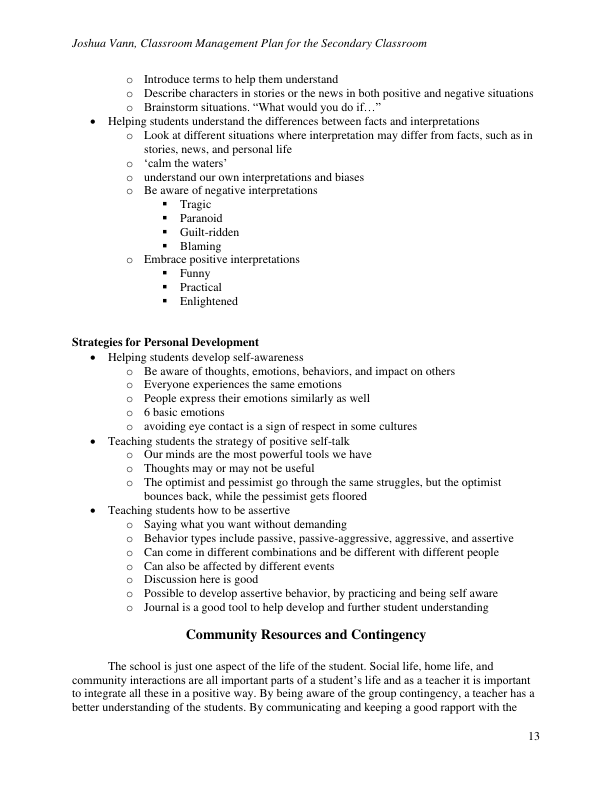 Joshua Vann, Classroom Management Plan for the Secondary Classroom
o Introduce terms to help them understand
o Describe characters in stories or the news in both positive and negative situations
o Brainstorm situations. “What would you do if…”
• Helping students understand the differences between facts and interpretations
o Look at different situations where interpretation may differ from facts, such as in
stories, news, and personal life
o ‘calm the waters’
o understand our own interpretations and biases
o Be aware of negative interpretations
▪ Tragic
▪ Paranoid
▪ Guilt-ridden
▪ Blaming
o Embrace positive interpretations
▪ Funny
▪ Practical
▪ Enlightened
Strategies for Personal Development
• Helping students develop self-awareness
o Be aware of thoughts, emotions, behaviors, and impact on others
o Everyone experiences the same emotions
o People express their emotions similarly as well
o 6 basic emotions
o avoiding eye contact is a sign of respect in some cultures
• Teaching students the strategy of positive self-talk
o Our minds are the most powerful tools we have
o Thoughts may or may not be useful
o The optimist and pessimist go through the same struggles, but the optimist
bounces back, while the pessimist gets floored
• Teaching students how to be assertive
o Saying what you want without demanding
o Behavior types include passive, passive-aggressive, aggressive, and assertive
o Can come in different combinations and be different with different people
o Can also be affected by different events
o Discussion here is good
o Possible to develop assertive behavior, by practicing and being self aware
o Journal is a good tool to help develop and further student understanding
Community Resources and Contingency
The school is just one aspect of the life of the student. Social life, home life, and
community interactions are all important parts of a student’s life and as a teacher it is important
to integrate all these in a positive way. By being aware of the group contingency, a teacher has a
better understanding of the students. By communicating and keeping a good rapport with the
13